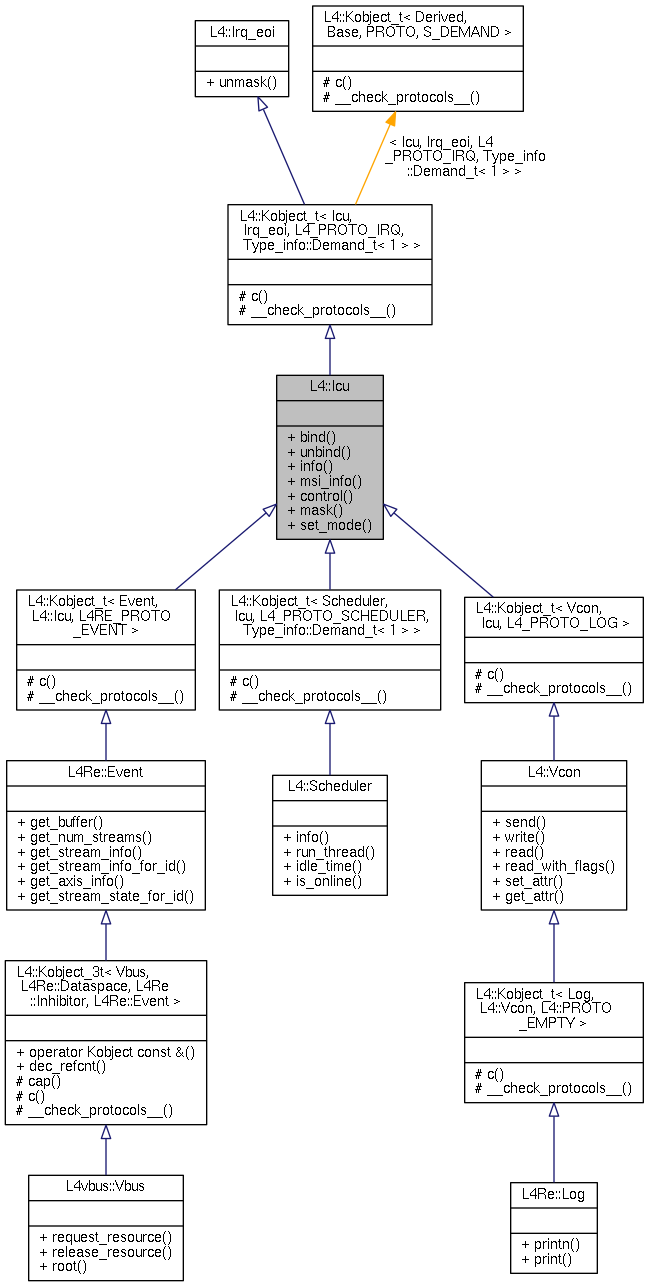 L4::Irq_eoi
+ unmask()
L4::Kobject_t< Derived,
Base, PROTO, S_DEMAND >
# c()
# __check_protocols__()
< Icu, Irq_eoi, L4
_PROTO_IRQ, Type_info
::Demand_t< 1 > >
L4::Kobject_t< Icu,
Irq_eoi, L4_PROTO_IRQ,
Type_info::Demand_t< 1 > >
# c()
# __check_protocols__()
L4::Icu
+ bind()
+ unbind()
+ info()
+ msi_info()
+ control()
+ mask()
+ set_mode()
L4::Kobject_t< Event,
L4::Icu, L4RE_PROTO
_EVENT >
# c()
# __check_protocols__()
L4::Kobject_t< Scheduler,
Icu, L4_PROTO_SCHEDULER,
Type_info::Demand_t< 1 > >
# c()
# __check_protocols__()
L4::Kobject_t< Vcon,
Icu, L4_PROTO_LOG >
# c()
# __check_protocols__()
L4Re::Event
+ get_buffer()
+ get_num_streams()
+ get_stream_info()
+ get_stream_info_for_id()
+ get_axis_info()
+ get_stream_state_for_id()
L4::Scheduler
+ info()
+ run_thread()
+ idle_time()
+ is_online()
L4::Vcon
+ send()
+ write()
+ read()
+ read_with_flags()
+ set_attr()
+ get_attr()
L4::Kobject_3t< Vbus,
L4Re::Dataspace, L4Re
::Inhibitor, L4Re::Event >
+ operator Kobject const &()
+ dec_refcnt()
# cap()
# c()
# __check_protocols__()
L4::Kobject_t< Log,
L4::Vcon, L4::PROTO
_EMPTY >
# c()
# __check_protocols__()
L4vbus::Vbus
+ request_resource()
+ release_resource()
+ root()
L4Re::Log
+ printn()
+ print()